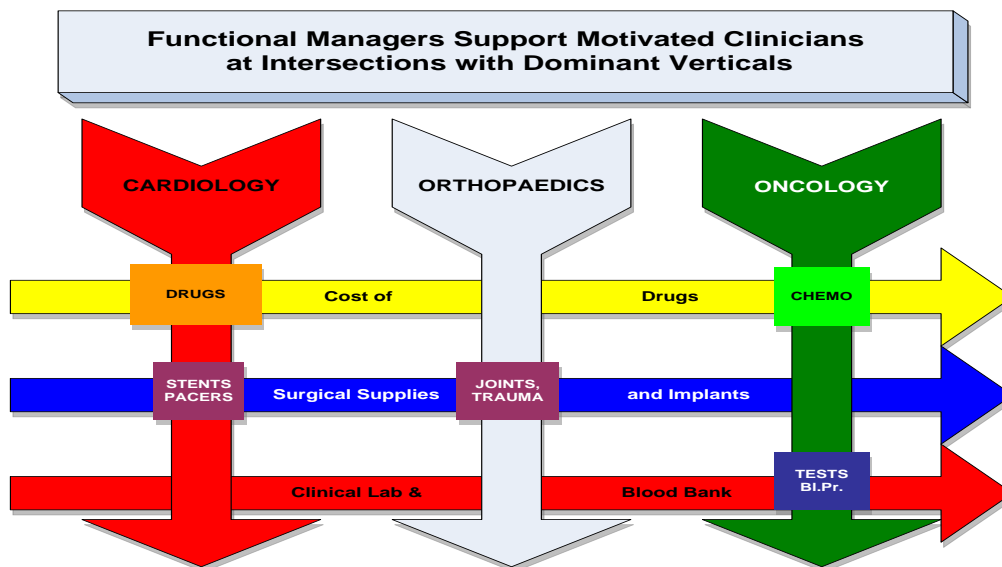 Functional Managers Support Motivated Clinicians
at Intersections with Dominant Verticals
CARDIOLOGY
ORTHOPAEDICS
ONCOLOGY
DRUGS
Cost of
Drugs
CHEMO
STENTS
PACERS
Surgical Supplies
JOINTS,
TRAUMA
and Implants
Clinical Lab &
Blood Bank
TESTS
Bl.Pr.